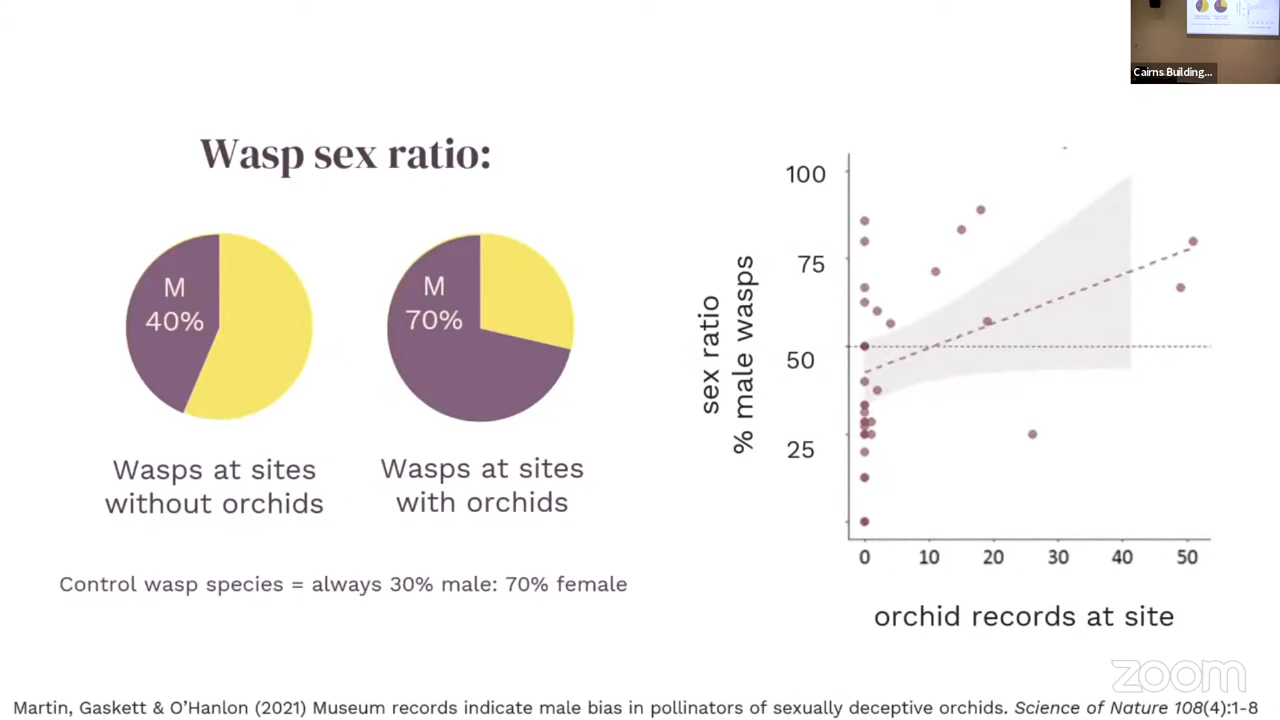 Cairns Building...
Wasp sex ratio:
M
40%
M
70%
Wasps at sites
without orchids
Wasps at sites
with orchids
Control wasp species = always 30% male: 70% female
sex ratio
% male wasps
100
75
50
25
0
10
20
30
40
50
orchid records at site
zoom
Martin, Gaskett & O’Hanlon (2021) Museum records indicate male bias in pollinators of sexually deceptive orchids. Science of Nature 108(4):1-8